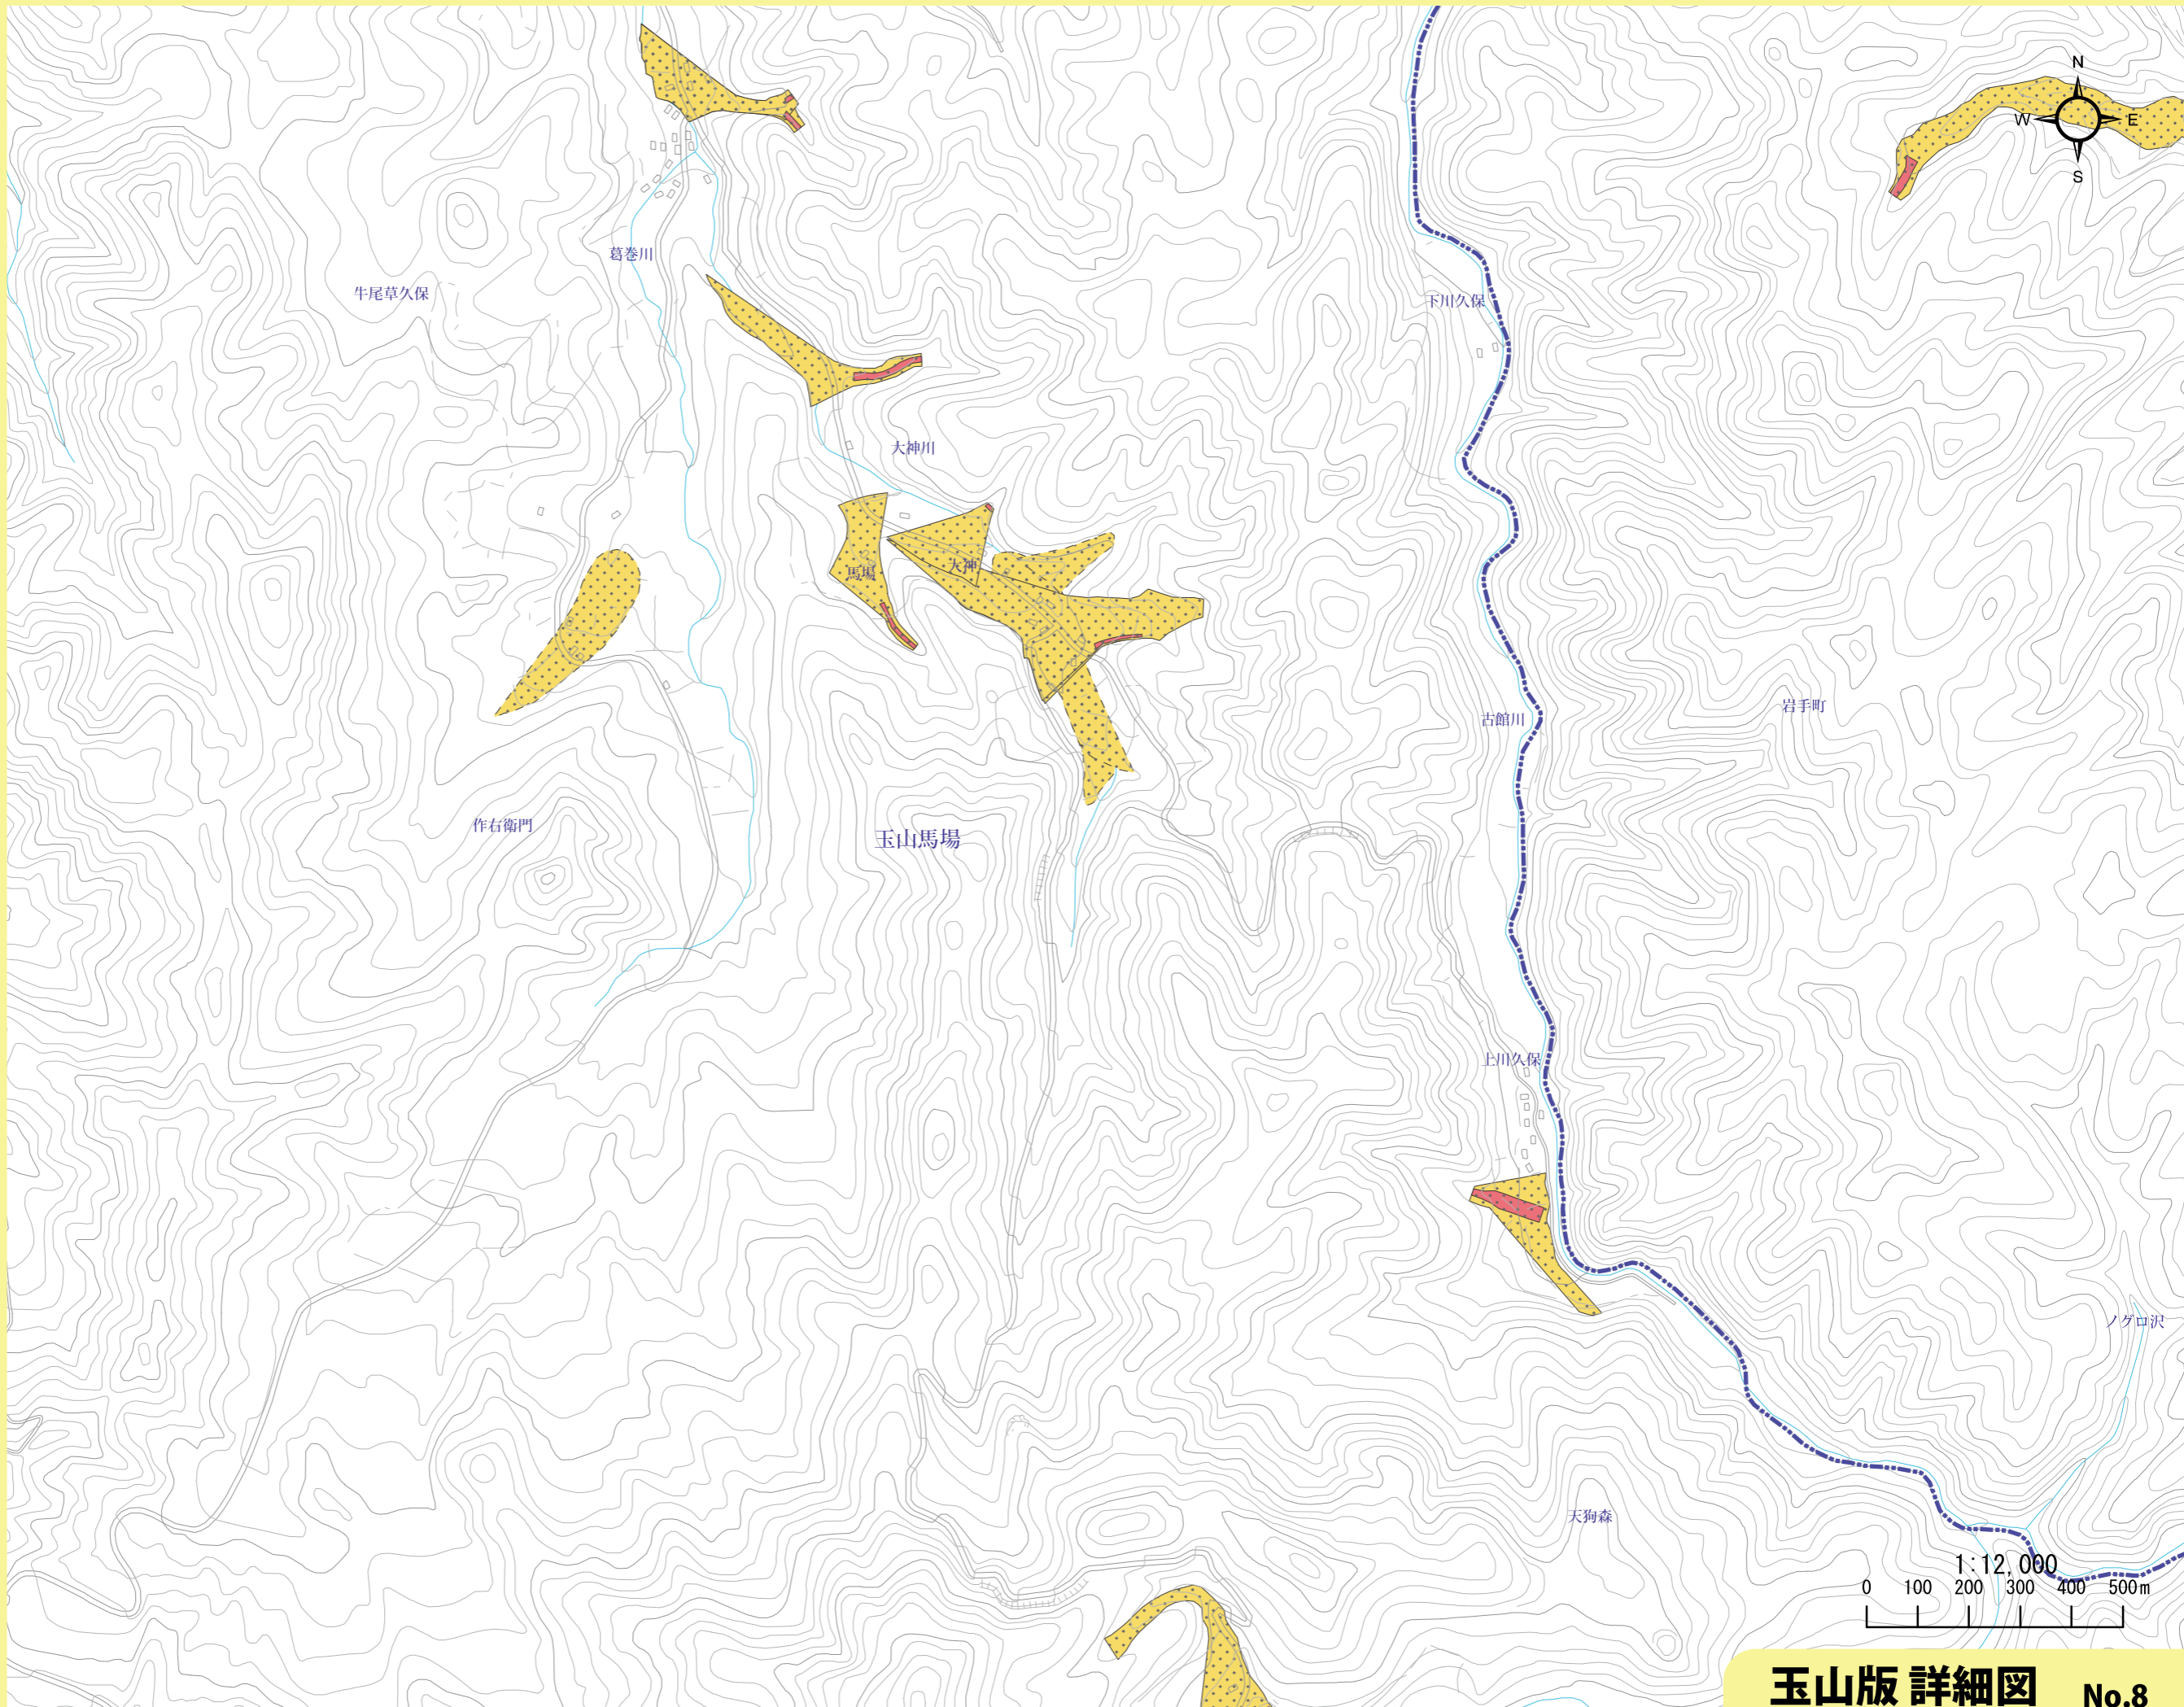 N
W
E
S
葛巻川
牛尾草久保
下川久保
大神川
大神
馬場
岩手町
古館川
作右衛門
玉山馬場
上川久保
ノグロ沢
天狗森
1:12,000
0 100 200 300 400 500m
玉山版 詳細図 No.8